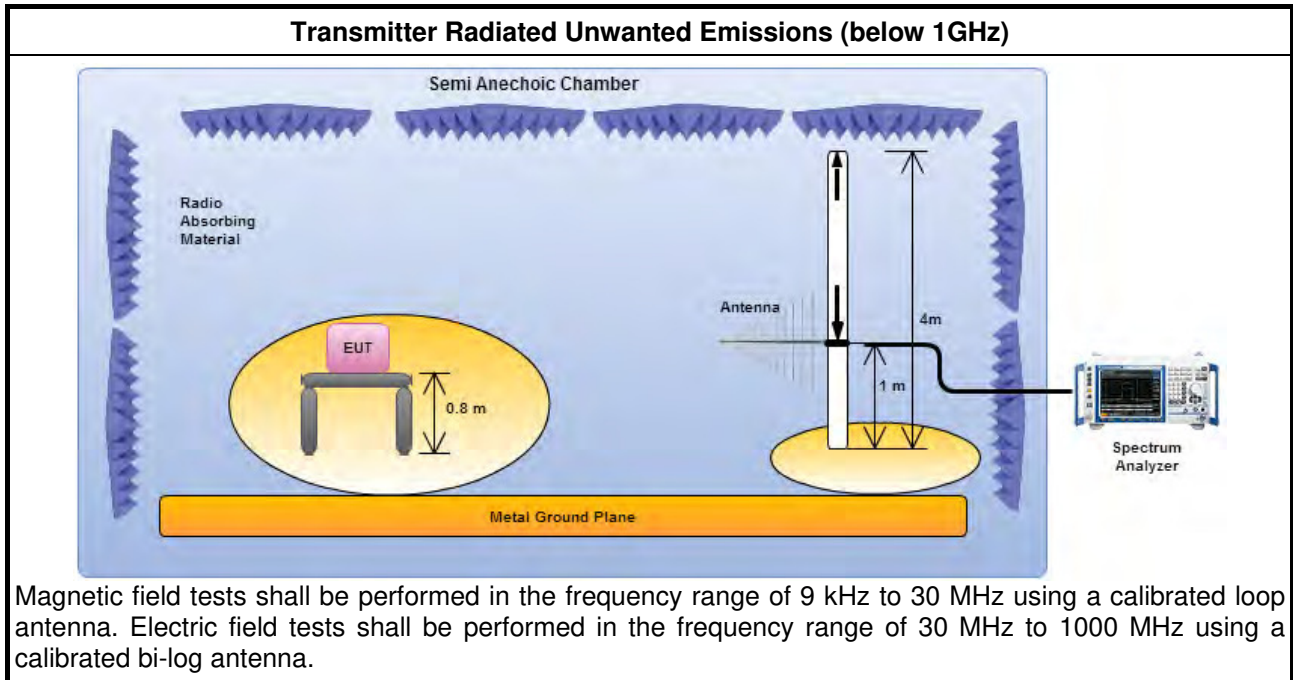 Transmitter Radiated Unwanted Emissions (below 1GHz)
Semi Anechoic Chamber
Radio
Absorbing
Material
Antenna
4m
EUT
1 m
0.8 m
Spectrum
Analyzer
Metal Ground Plane
Magnetic field tests shall be performed in the frequency range of 9 kHz to 30 MHz using a calibrated loop
antenna. Electric field tests shall be performed in the frequency range of 30 MHz to 1000 MHz using a
calibrated bi-log antenna.